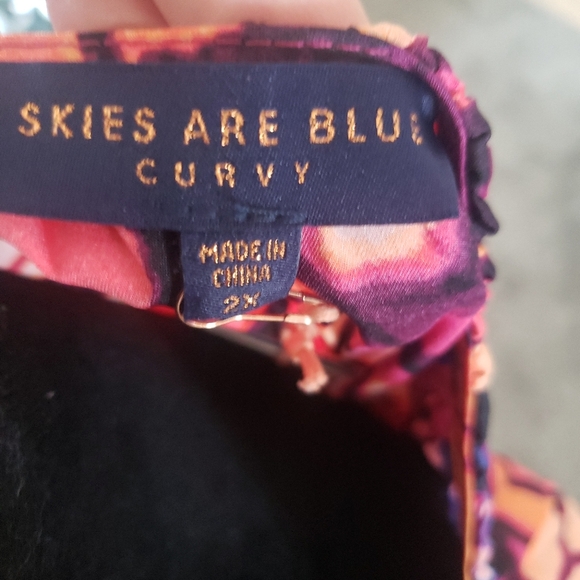 SKIES ARE BLUE
CURVY
MADE IN
CHINA
2X